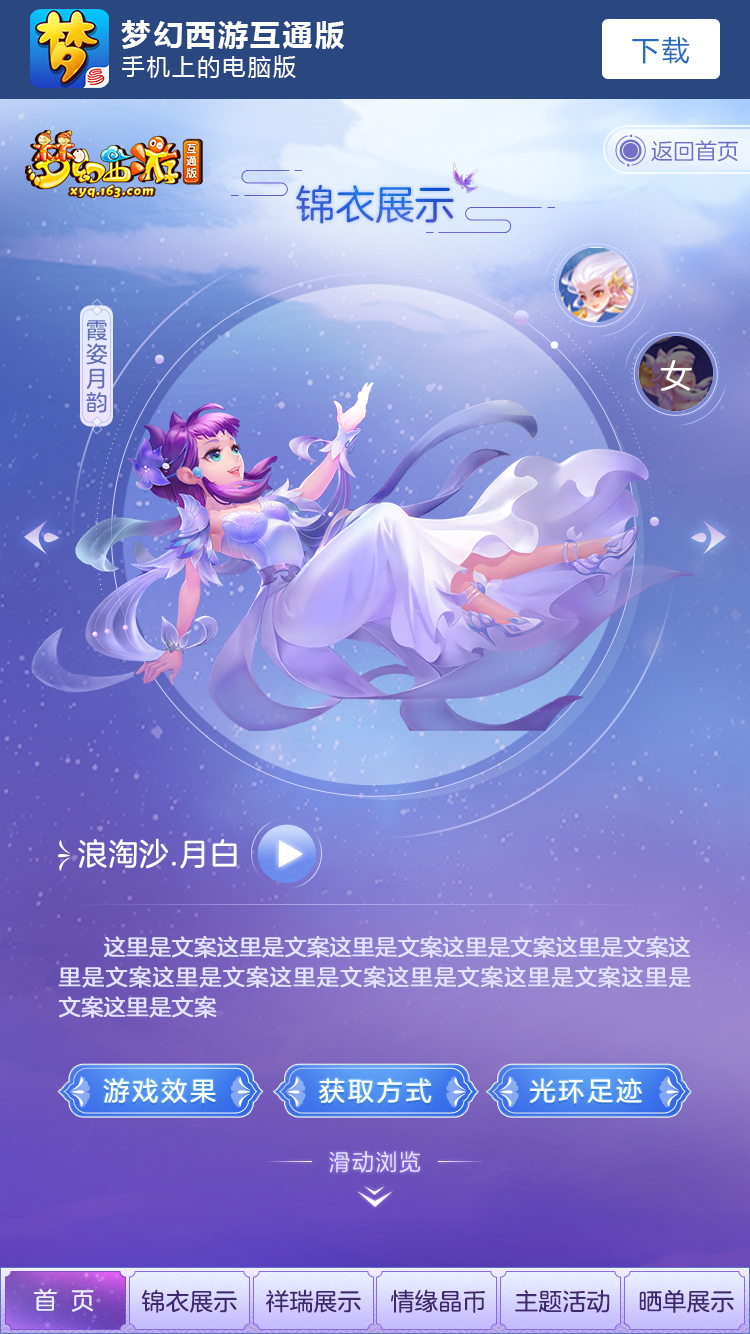 梦
梦幻西游互通版
手机上的电脑版
下载
梦幻西游
互通版
xyq.163.com
返回首页
锦衣展示
霞姿月韵
女
浪淘沙.月白
这里是文案这里是文案这里是文案这里是文案这里是文案这
里是文案这里是文案这里是文案这里是文案这里是文案这里是
文案这里是文案
游戏效果
获取方式
光环足迹
滑动浏览
首 页
锦衣展示
祥瑞展示
情缘晶币
主题活动
晒单展示